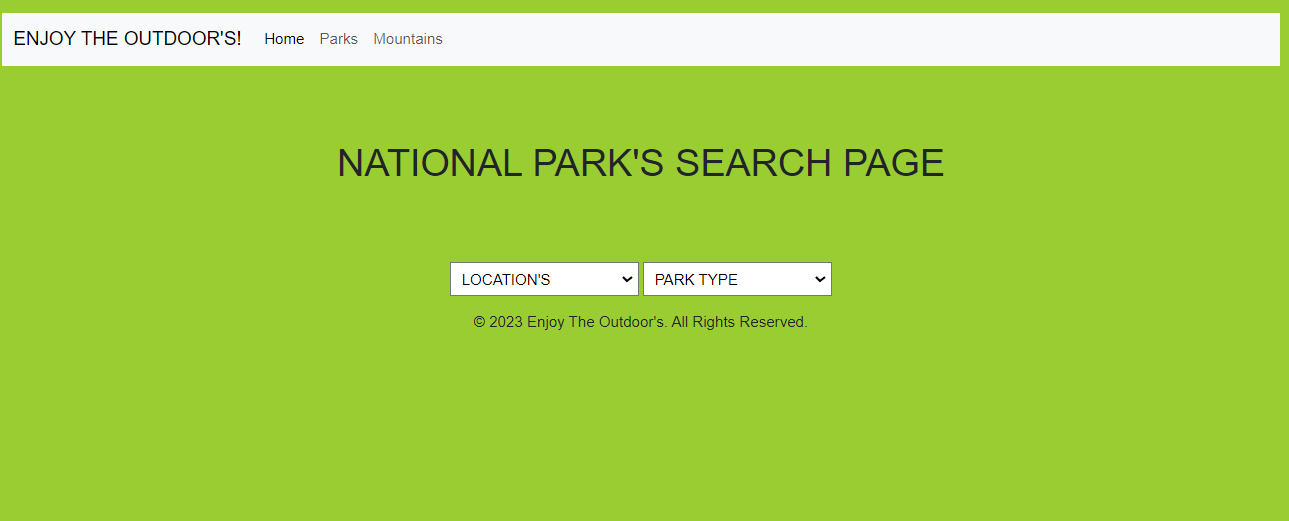 ENJOY THE OUTDOOR'S! Home Parks Mountains
NATIONAL PARK'S SEARCH PAGE
LOCATION'S PARK TYPE
© 2023 Enjoy The Outdoor's. All Rights Reserved.